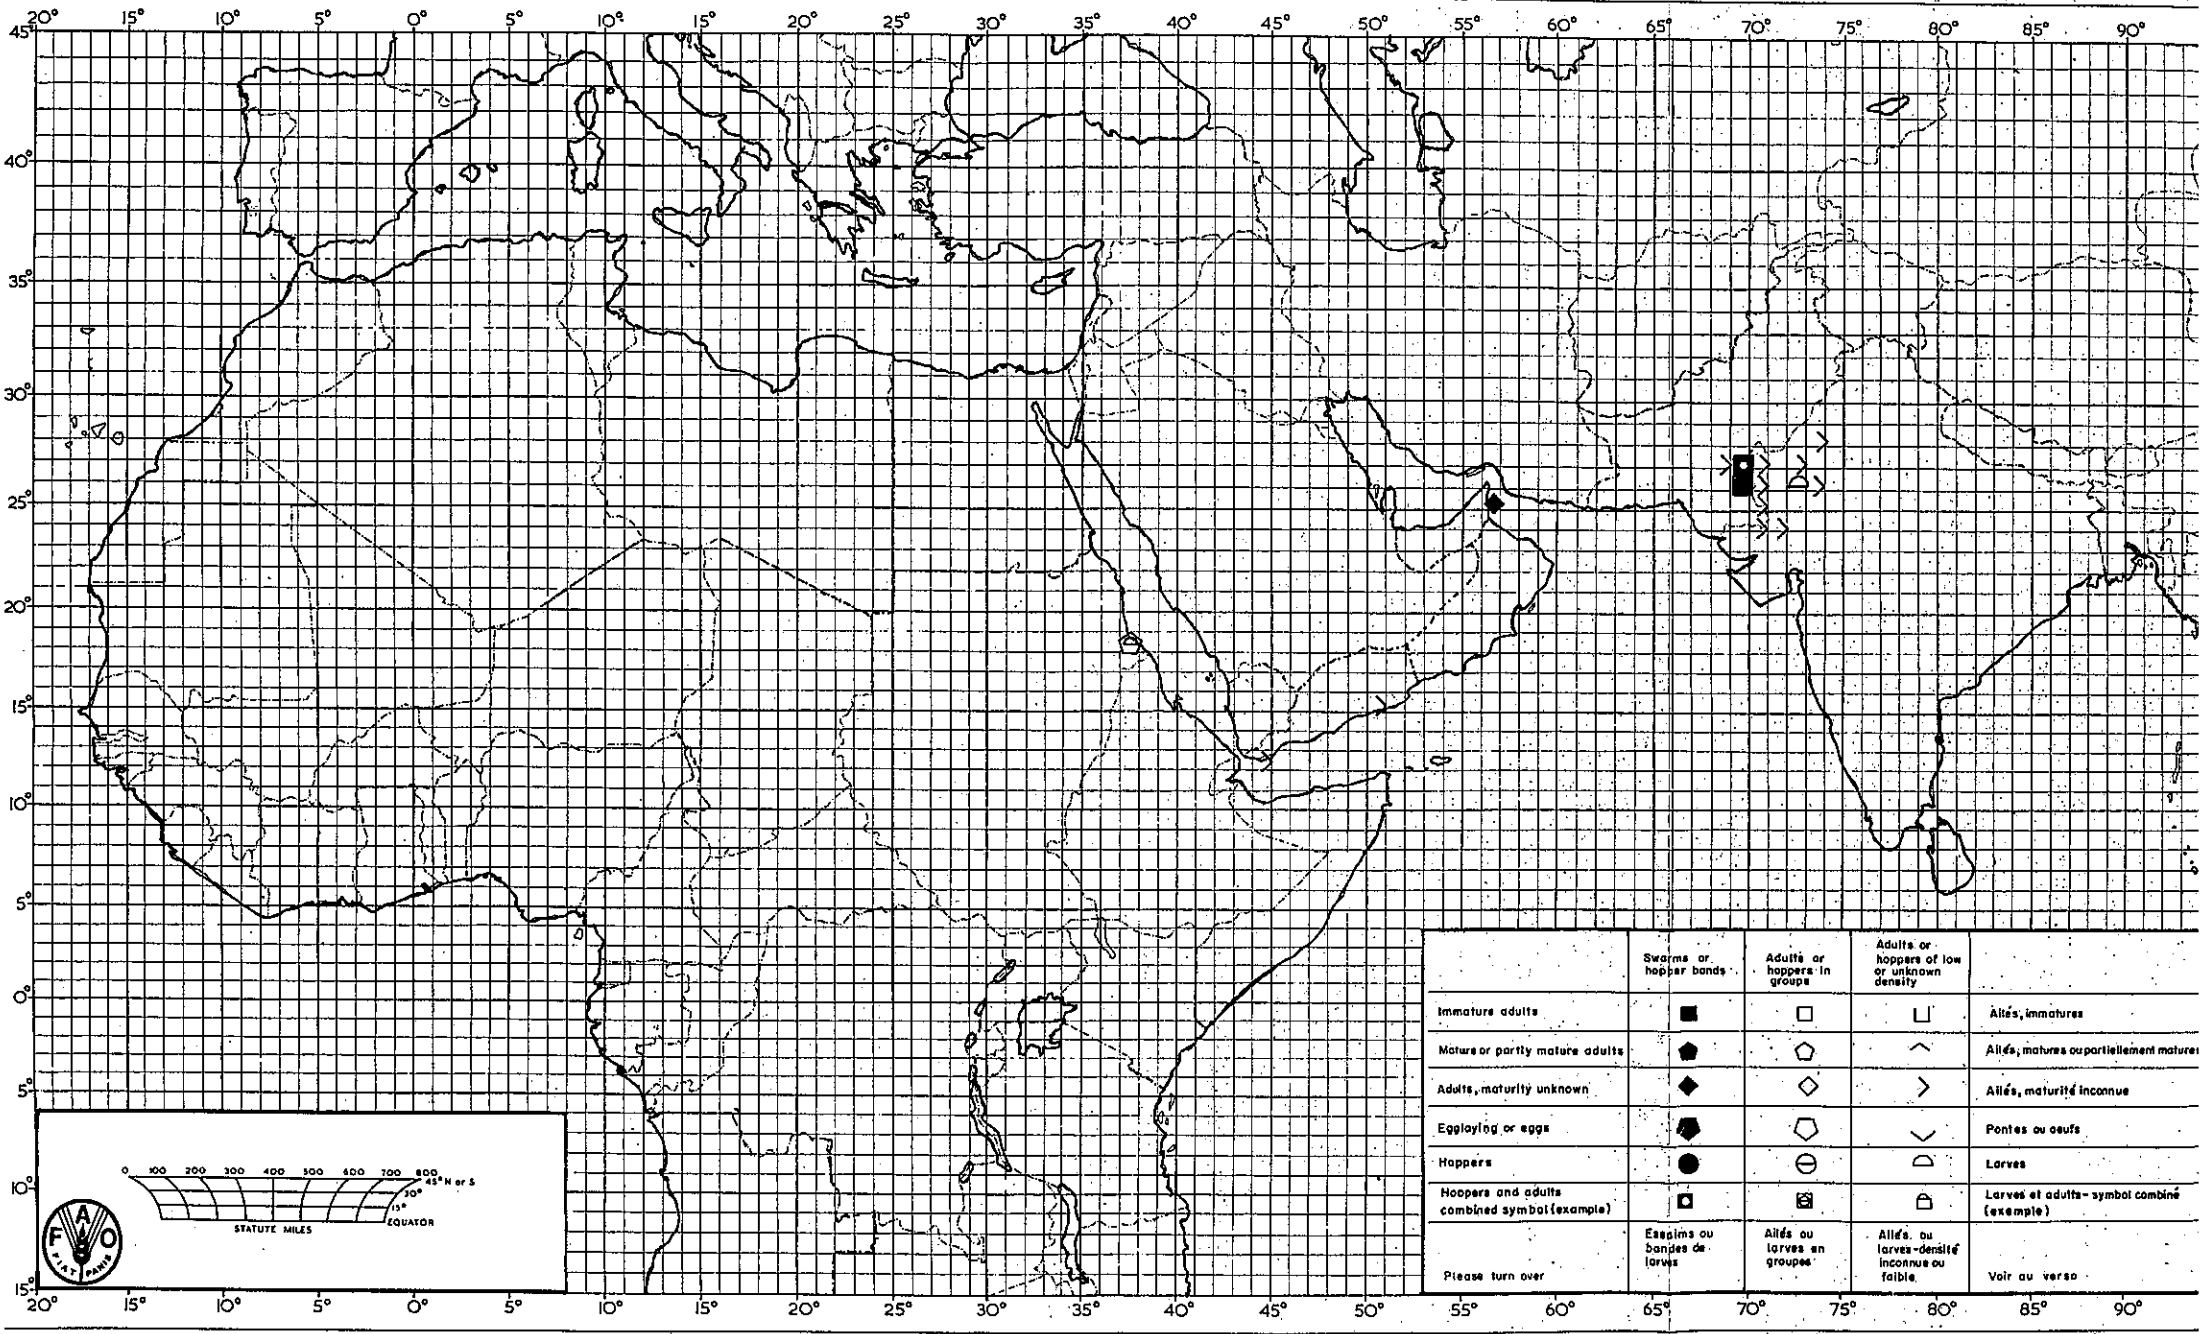 20° 15° 10° 5° 0° 5° 10° 15° 20° 25° 30° 35° 40° 45° 50° 55° 60° 65° 70° 75° 80° 90°
45°
40°
35°
30°
25°
20°
15°
10°
5°
0°
5°
10°
15°
Swarms or
hopper bands
Adults or
hoppers in
groups
Adults or
hoppers of low
or unknown
density
Immature adults
Ailés, immatures
Mature or partly mature adults
Ailés, matures ou partiellement matures
Adults, maturity unknown
Ailés, maturité inconnue
Egglaying or eggs
Pontes ou oeufs
Hoppers
Larves
Hoppers and adults
combined symbol (example)
Larves et adults - symbol combiné
(exemple)
Essaims ou
bandes de
larves
Ailés ou
larves en
groupes
Ailés ou
larves-densité
inconnue ou
faible
Please turn over
Voir au verso
0 100 200 300 400 500 600 700 800
45° N or S
30°
15°
EQUATOR
STATUTE MILES
F A O
FIAT PANIS
20° 15° 10° 5° 0° 5° 10° 15° 20° 25° 30° 35° 40° 45° 50° 55° 60° 65° 70° 75° 80° 85° 90°